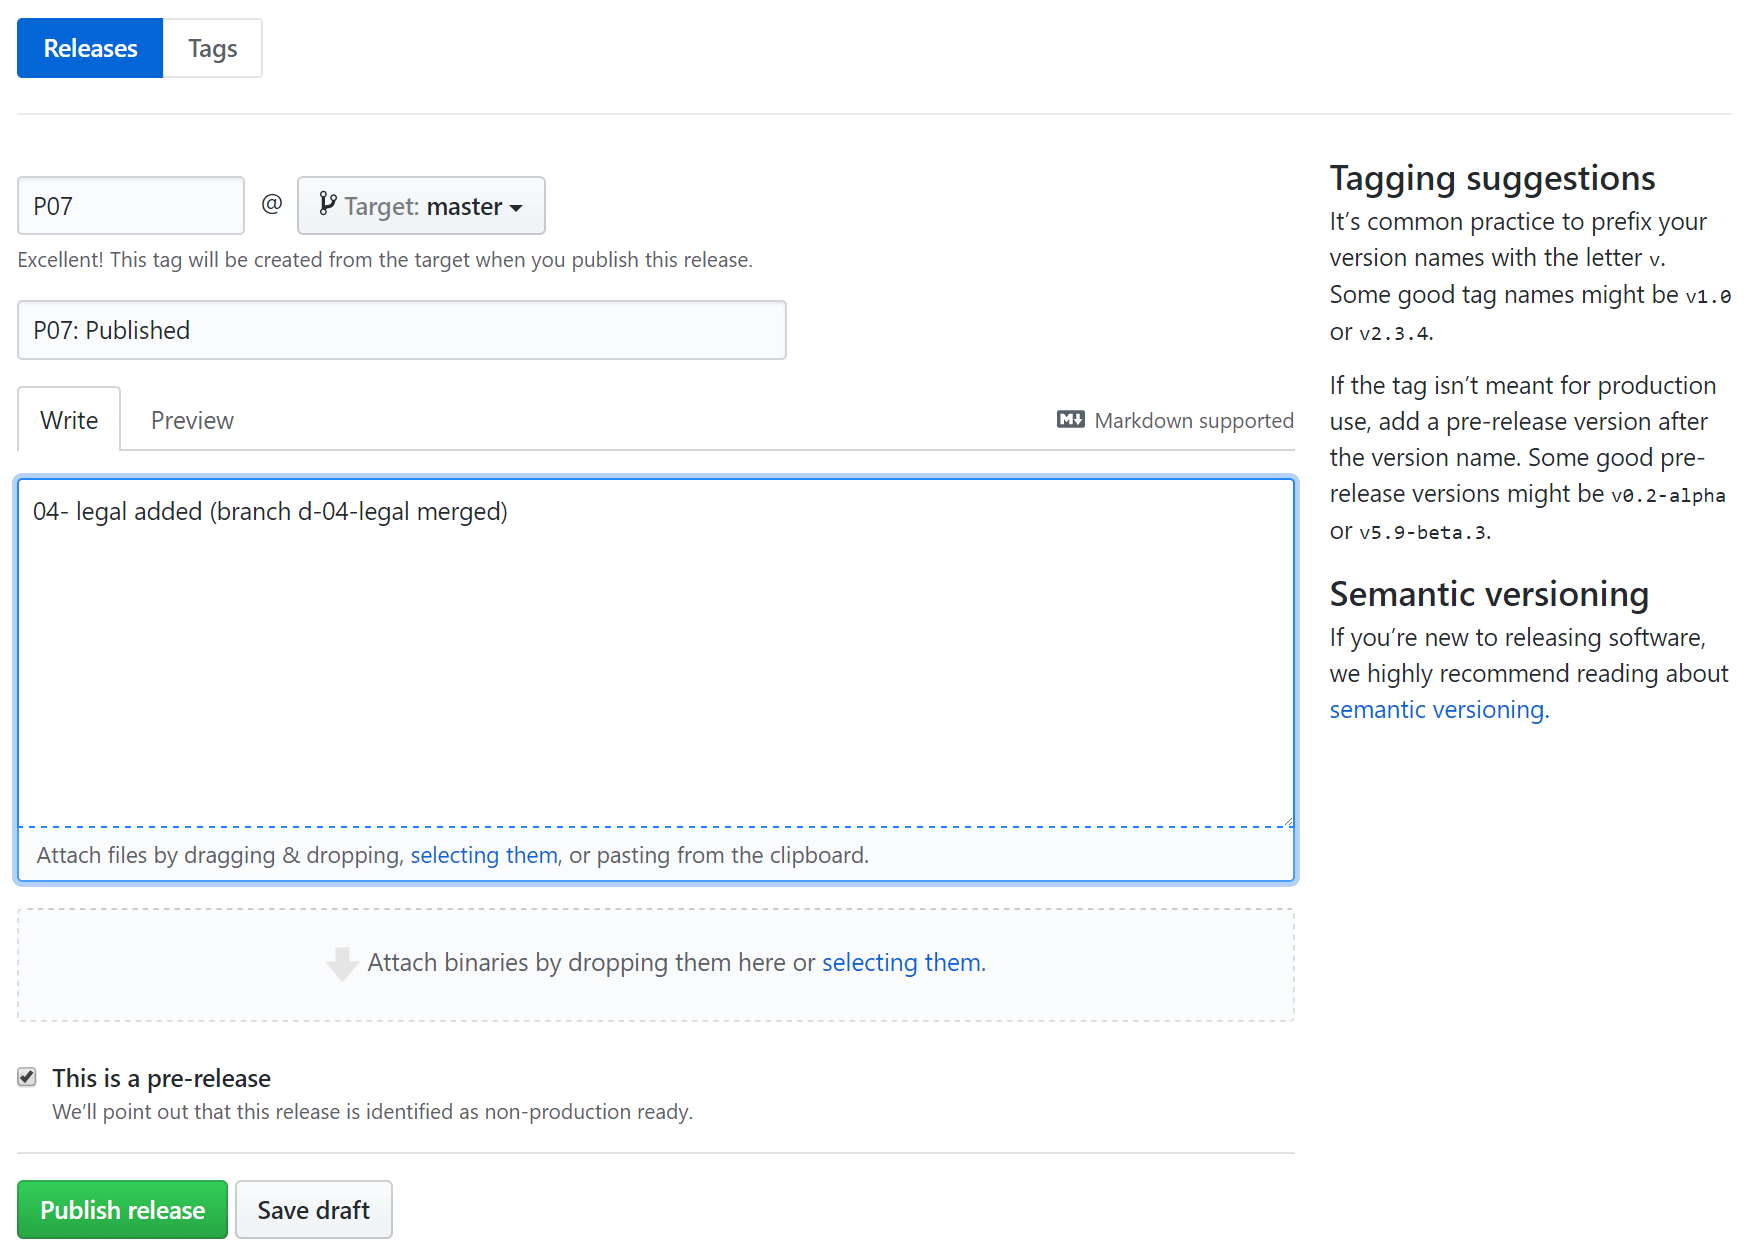 Releases Tags
P07 @ Target: master
Excellent! This tag will be created from the target when you publish this release.
P07: Published
Write Preview Markdown supported
04- legal added (branch d-04-legal merged)
Attach files by dragging & dropping, selecting them, or pasting from the clipboard.
Attach binaries by dropping them here or selecting them.
This is a pre-release
We’ll point out that this release is identified as non-production ready.
Publish release Save draft
Tagging suggestions
It’s common practice to prefix your
version names with the letter v.
Some good tag names might be v1.0
or v2.3.4.
If the tag isn’t meant for production
use, add a pre-release version after
the version name. Some good pre-
release versions might be v0.2-alpha
or v5.9-beta.3.
Semantic versioning
If you’re new to releasing software,
we highly recommend reading about
semantic versioning.